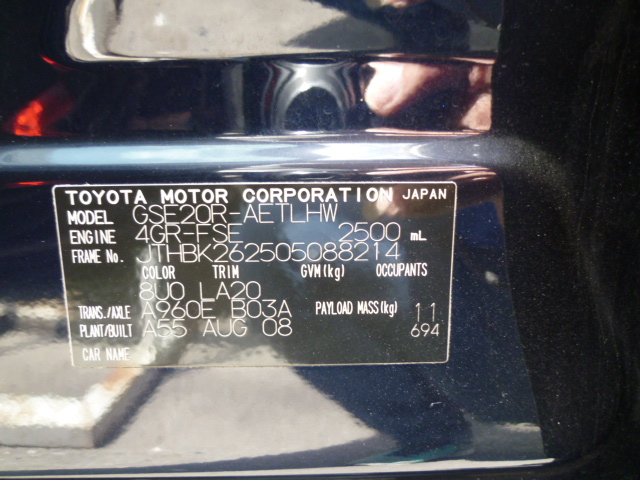 TOYOTA MOTOR CORPORATION JAPAN
MODEL GSE20R-AETLHW
ENGINE 4GR-FSE 2500 mL
FRAME NO. JTHBK262505088214
COLOR TRIM GVM(kg) OCCUPANTS
8U0 LA20
TRANS./AXLE A960E B03A PAYLOAD MASS(kg) 11
PLANT/BUILT A55 AUG 08 694
CAR NAME